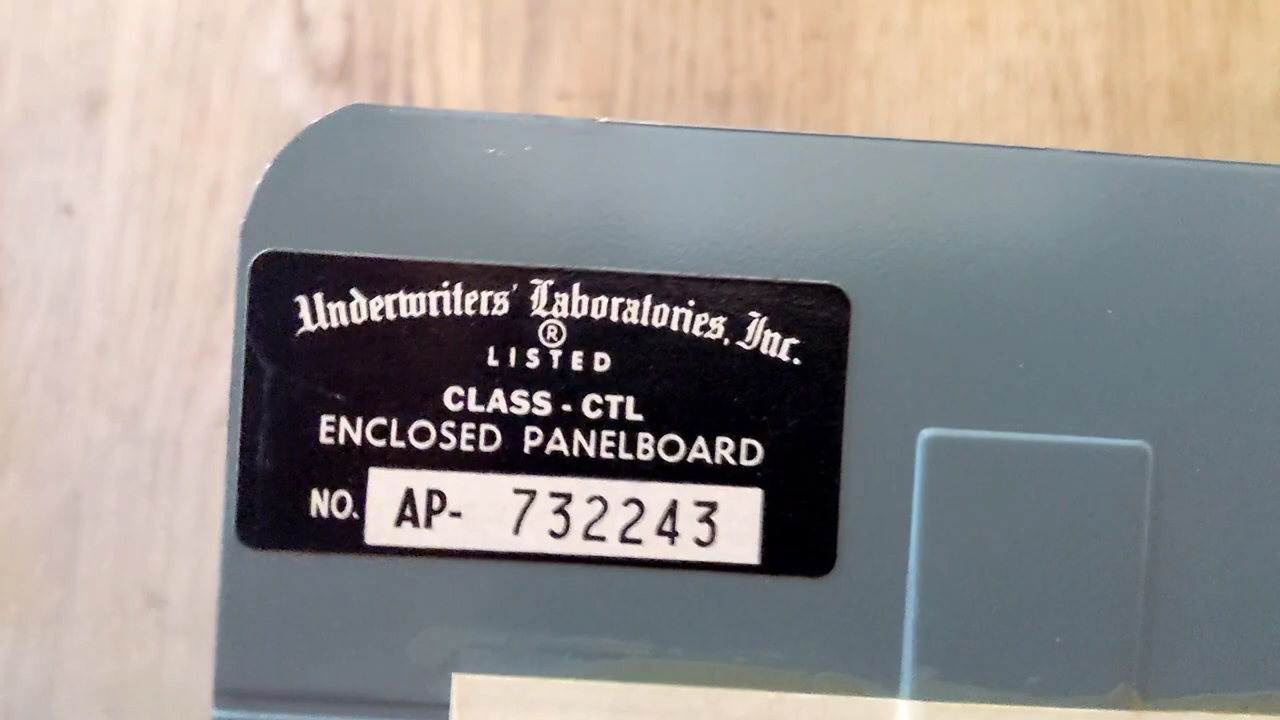 Underwriters' Laboratories, Inc.
®
LISTED
CLASS - CTL
ENCLOSED PANELBOARD
NO. AP- 732243